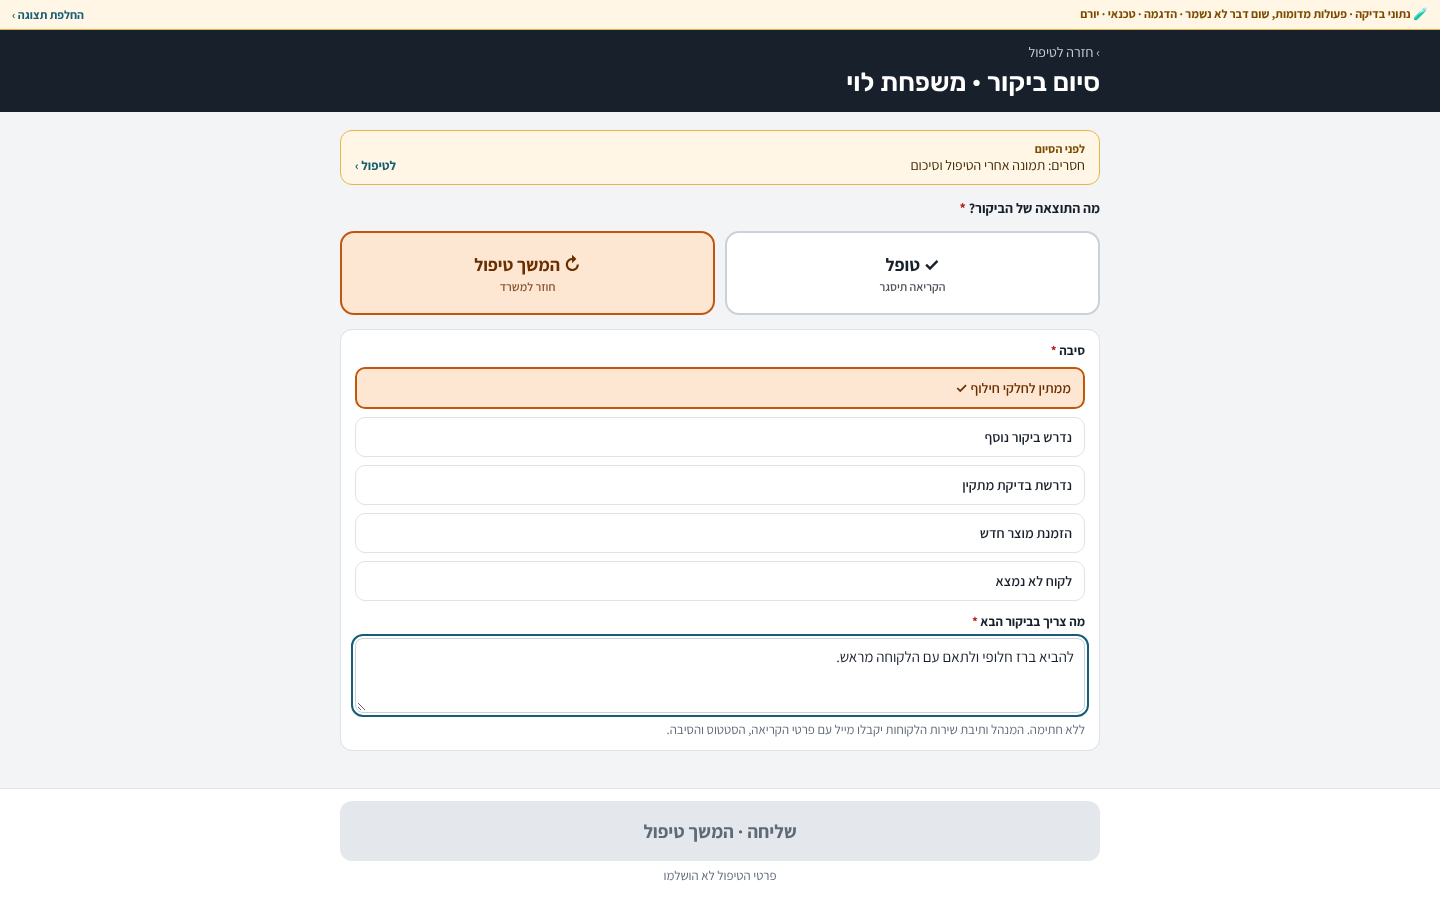 🧪 נתוני בדיקה · פעולות מדומות, שום דבר לא נשמר · הדגמה · טכנאי · יורם
החלפת תצוגה ›
› חזרה לטיפול
סיום ביקור • משפחת לוי
לפני הסיום
חסרים: תמונה אחרי הטיפול וסיכום
לטיפול ›
מה התוצאה של הביקור? *
✓ טופל
הקריאה תיסגר
↻ המשך טיפול
חוזר למשרד
סיבה *
ממתין לחלקי חילוף ✓
נדרש ביקור נוסף
נדרשת בדיקת מתקין
הזמנת מוצר חדש
לקוח לא נמצא
מה צריך בביקור הבא *
להביא ברז חלופי ולתאם עם הלקוחה מראש.
ללא חתימה. המנהל ותיבת שירות הלקוחות יקבלו מייל עם פרטי הקריאה, הסטטוס והסיבה.
שליחה · המשך טיפול
פרטי הטיפול לא הושלמו